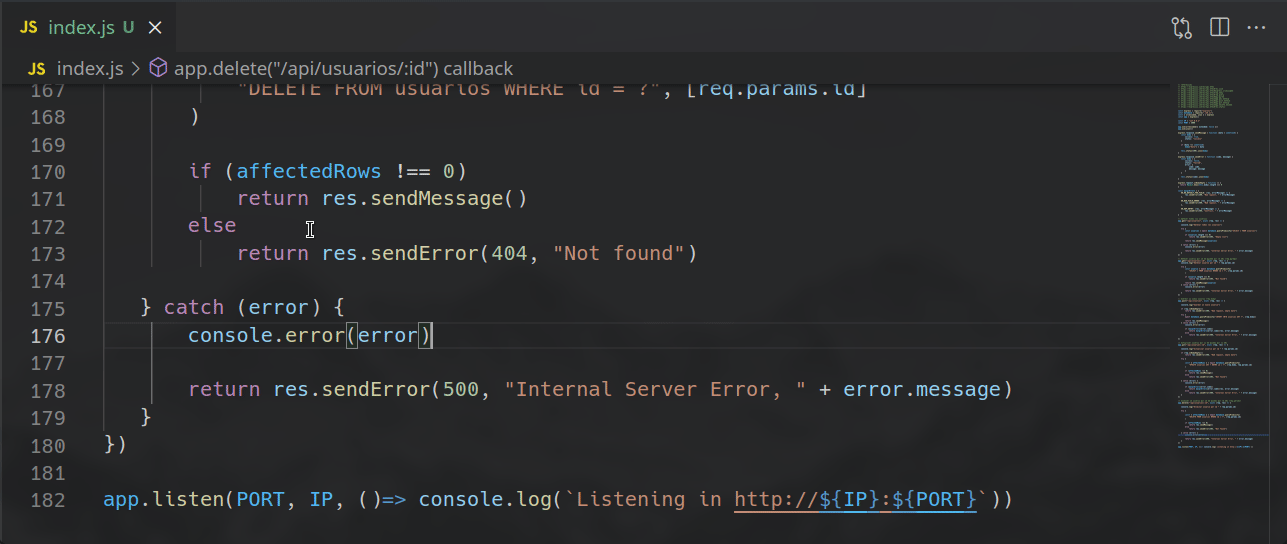 JS index.js U
JS index.js > app.delete("/api/usuarios/:id") callback
167 "DELETE FROM usuarios WHERE id = ?", [req.params.id]
168 )
169
170 if (affectedRows !== 0)
171 return res.sendMessage()
172 else
173 return res.sendError(404, "Not found")
174
175 } catch (error) {
176 console.error(error)
177
178 return res.sendError(500, "Internal Server Error, " + error.message)
179 }
180 })
181
182 app.listen(PORT, IP, ()=> console.log(`Listening in http://${IP}:${PORT}`))